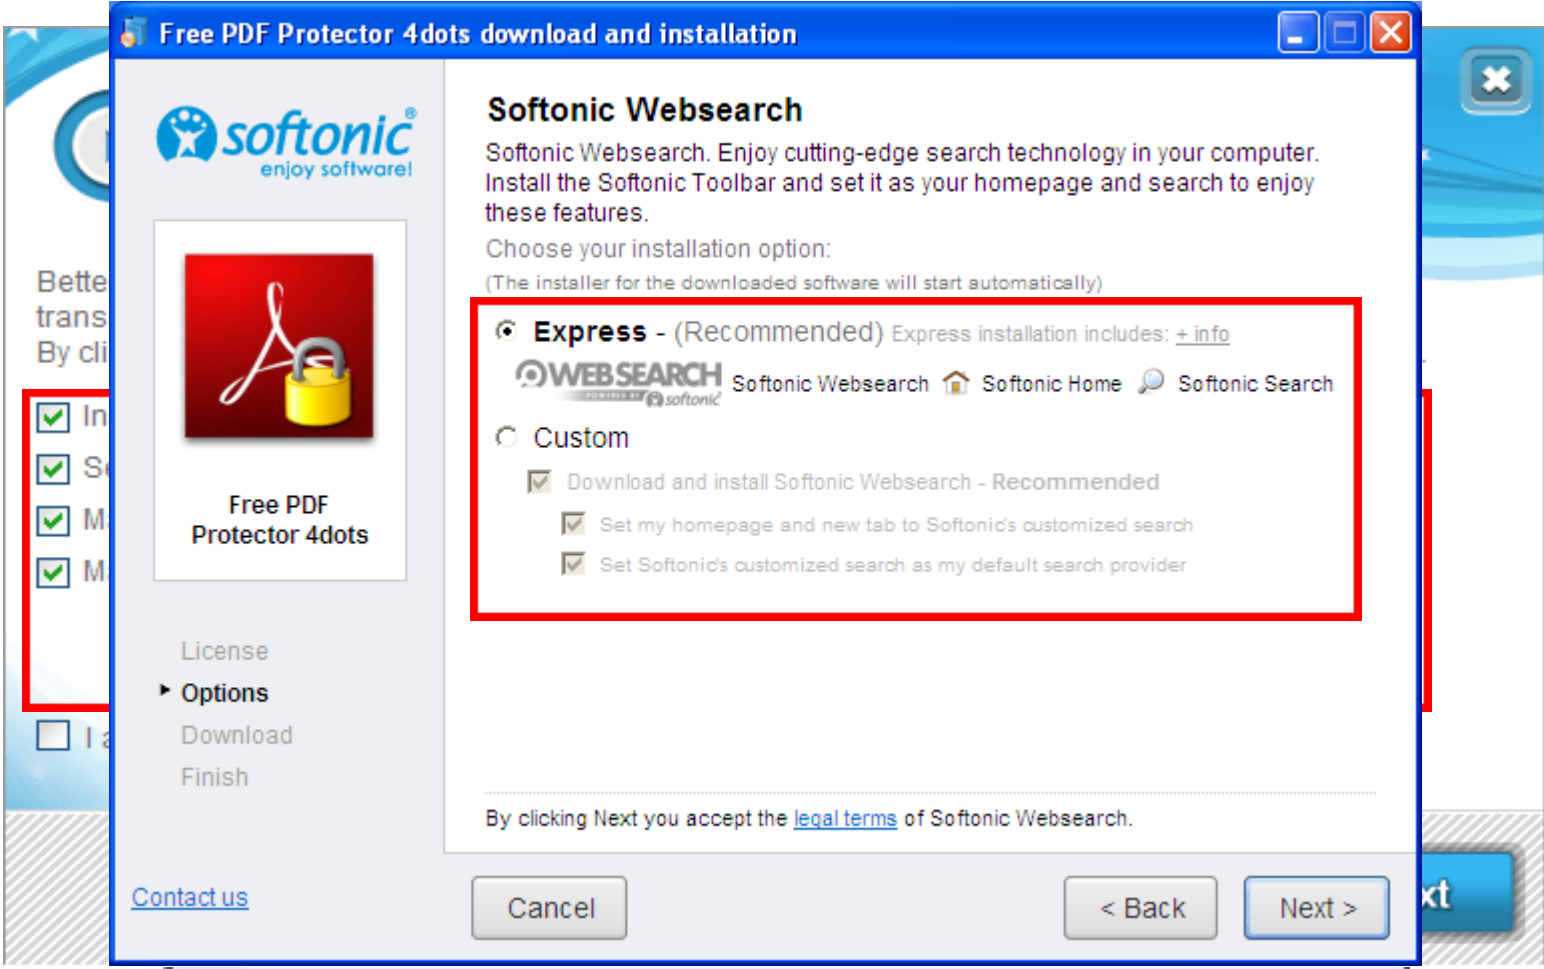 Free PDF Protector 4dots download and installation
softonic
enjoy software!
Free PDF
Protector 4dots
License
Options
Download
Finish
Contact us
Softonic Websearch
Softonic Websearch. Enjoy cutting-edge search technology in your computer.
Install the Softonic Toolbar and set it as your homepage and search to enjoy
these features.
Choose your installation option:
(The installer for the downloaded software will start automatically)
Express - (Recommended) Express installation includes: + info
WEBSEARCH Softonic Websearch Softonic Home Softonic Search
POWERED BY softonic
Custom
Download and install Softonic Websearch - Recommended
Set my homepage and new tab to Softonic's customized search
Set Softonic's customized search as my default search provider
By clicking Next you accept the legal terms of Softonic Websearch.
Cancel
< Back
Next >
By